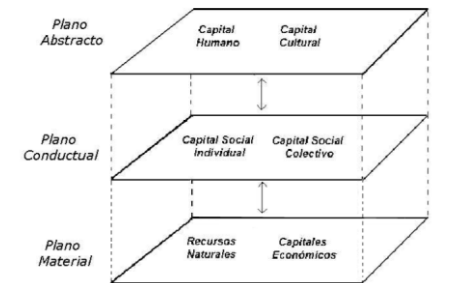 Plano
Abstracto
Capital
Humano
Capital
Cultural
Plano
Conductual
Capital Social
Individual
Capital Social
Colectivo
Plano
Material
Recursos
Naturales
Capitales
Económicos